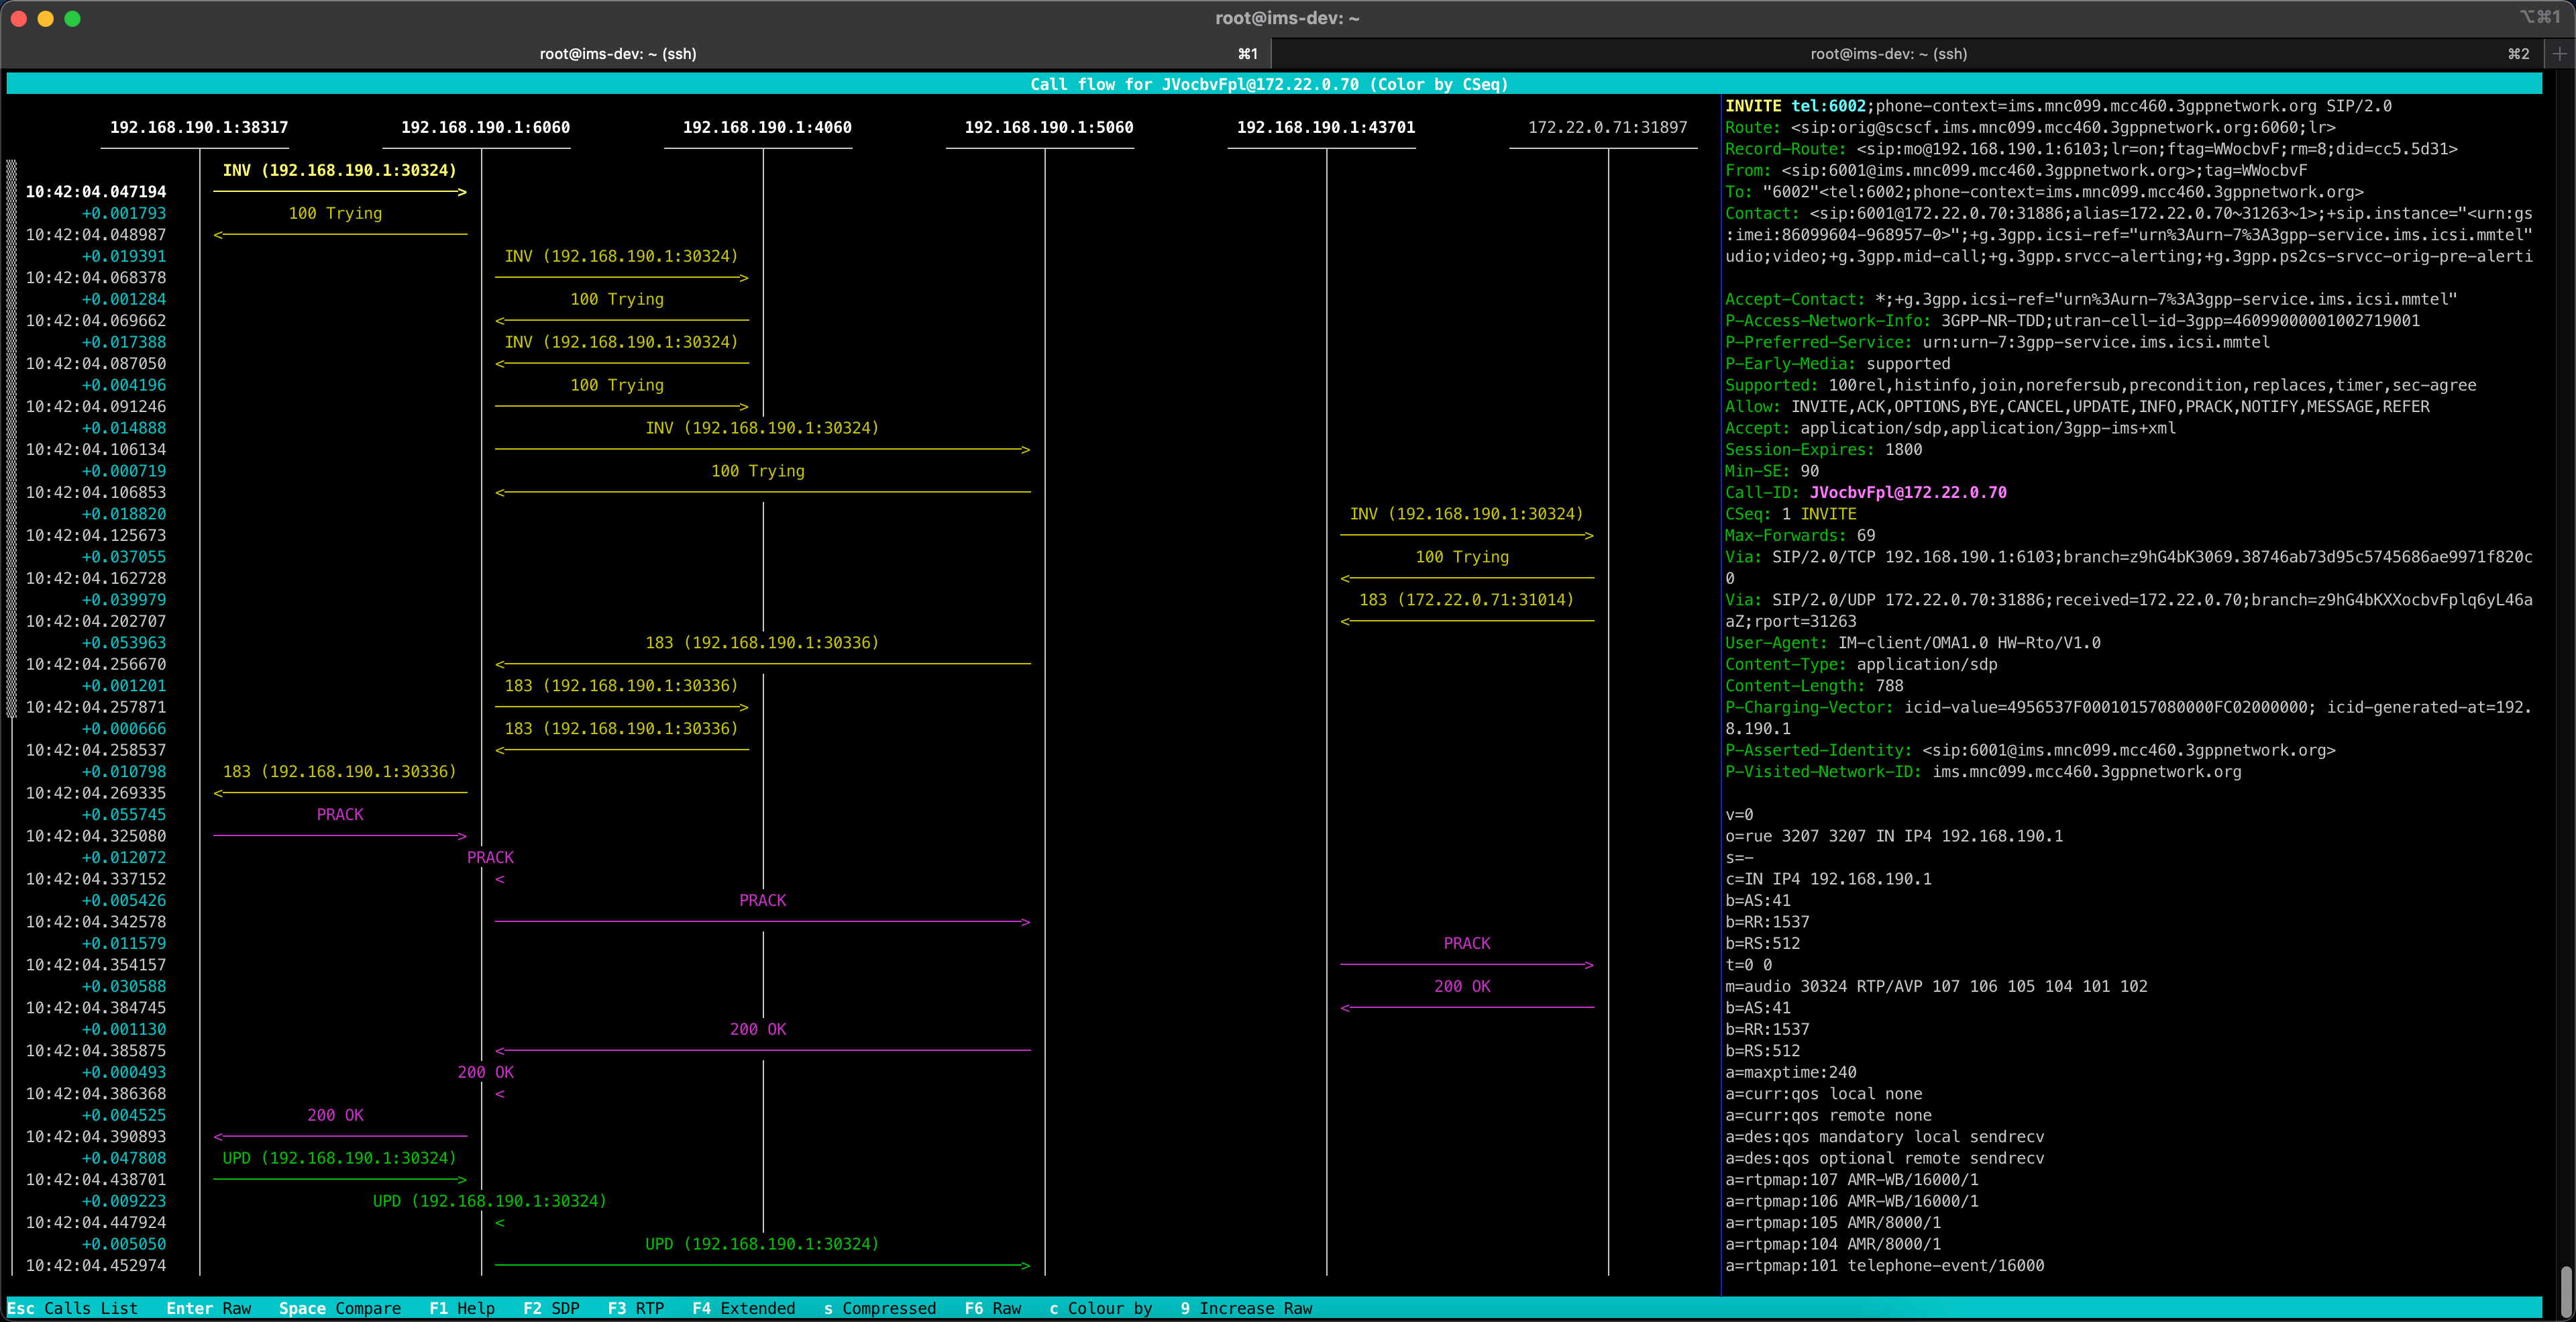 root@ims-dev: ~
⌥⌘1
root@ims-dev: ~ (ssh)
⌘1
root@ims-dev: ~ (ssh)
⌘2
Call flow for JVocbvFpl@172.22.0.70 (Color by CSeq)
192.168.190.1:38317 192.168.190.1:6060 192.168.190.1:4060 192.168.190.1:5060 192.168.190.1:43701 172.22.0.71:31897
INV (192.168.190.1:30324)
10:42:04.047194
+0.001793 100 Trying
10:42:04.048987
+0.019391 INV (192.168.190.1:30324)
10:42:04.068378
+0.001284 100 Trying
10:42:04.069662
+0.017388 INV (192.168.190.1:30324)
10:42:04.087050
+0.004196 100 Trying
10:42:04.091246
+0.014888 INV (192.168.190.1:30324)
10:42:04.106134
+0.000719 100 Trying
10:42:04.106853
+0.018820 INV (192.168.190.1:30324)
10:42:04.125673
+0.037055 100 Trying
10:42:04.162728
+0.039979 183 (172.22.0.71:31014)
10:42:04.202707
+0.053963 183 (192.168.190.1:30336)
10:42:04.256670
+0.001201 183 (192.168.190.1:30336)
10:42:04.257871
+0.000666 183 (192.168.190.1:30336)
10:42:04.258537
+0.010798 183 (192.168.190.1:30336)
10:42:04.269335
+0.055745 PRACK
10:42:04.325080
+0.012072 PRACK
10:42:04.337152
+0.005426 PRACK
10:42:04.342578
+0.011579 PRACK
10:42:04.354157
+0.030588 200 OK
10:42:04.384745
+0.001130 200 OK
10:42:04.385875
+0.000493 200 OK
10:42:04.386368
+0.004525 200 OK
10:42:04.390893
+0.047808 UPD (192.168.190.1:30324)
10:42:04.438701
+0.009223 UPD (192.168.190.1:30324)
10:42:04.447924
+0.005050 UPD (192.168.190.1:30324)
10:42:04.452974
INVITE tel:6002;phone-context=ims.mnc099.mcc460.3gppnetwork.org SIP/2.0
Route: <sip:orig@scscf.ims.mnc099.mcc460.3gppnetwork.org:6060;lr>
Record-Route: <sip:mo@192.168.190.1:6103;lr=on;ftag=WWocbvF;rm=8;did=cc5.5d31>
From: <sip:6001@ims.mnc099.mcc460.3gppnetwork.org>;tag=WWocbvF
To: "6002"<tel:6002;phone-context=ims.mnc099.mcc460.3gppnetwork.org>
Contact: <sip:6001@172.22.0.70:31886;alias=172.22.0.70~31263~1>;+sip.instance="<urn:gs
:imei:86099604-968957-0>";+g.3gpp.icsi-ref="urn%3Aurn-7%3A3gpp-service.ims.icsi.mmtel"
udio;video;+g.3gpp.mid-call;+g.3gpp.srvcc-alerting;+g.3gpp.ps2cs-srvcc-orig-pre-alerti
Accept-Contact: *;+g.3gpp.icsi-ref="urn%3Aurn-7%3A3gpp-service.ims.icsi.mmtel"
P-Access-Network-Info: 3GPP-NR-TDD;utran-cell-id-3gpp=46099000001002719001
P-Preferred-Service: urn:urn-7:3gpp-service.ims.icsi.mmtel
P-Early-Media: supported
Supported: 100rel,histinfo,join,norefersub,precondition,replaces,timer,sec-agree
Allow: INVITE,ACK,OPTIONS,BYE,CANCEL,UPDATE,INFO,PRACK,NOTIFY,MESSAGE,REFER
Accept: application/sdp,application/3gpp-ims+xml
Session-Expires: 1800
Min-SE: 90
Call-ID: JVocbvFpl@172.22.0.70
CSeq: 1 INVITE
Max-Forwards: 69
Via: SIP/2.0/TCP 192.168.190.1:6103;branch=z9hG4bK3069.38746ab73d95c5745686ae9971f820c
0
Via: SIP/2.0/UDP 172.22.0.70:31886;received=172.22.0.70;branch=z9hG4bKXXocbvFplq6yL46a
aZ;rport=31263
User-Agent: IM-client/OMA1.0 HW-Rto/V1.0
Content-Type: application/sdp
Content-Length: 788
P-Charging-Vector: icid-value=4956537F00010157080000FC02000000; icid-generated-at=192.
8.190.1
P-Asserted-Identity: <sip:6001@ims.mnc099.mcc460.3gppnetwork.org>
P-Visited-Network-ID: ims.mnc099.mcc460.3gppnetwork.org
v=0
o=rue 3207 3207 IN IP4 192.168.190.1
s=-
c=IN IP4 192.168.190.1
b=AS:41
b=RR:1537
b=RS:512
t=0 0
m=audio 30324 RTP/AVP 107 106 105 104 101 102
b=AS:41
b=RR:1537
b=RS:512
a=maxptime:240
a=curr:qos local none
a=curr:qos remote none
a=des:qos mandatory local sendrecv
a=des:qos optional remote sendrecv
a=rtpmap:107 AMR-WB/16000/1
a=rtpmap:106 AMR-WB/16000/1
a=rtpmap:105 AMR/8000/1
a=rtpmap:104 AMR/8000/1
a=rtpmap:101 telephone-event/16000
Esc Calls List Enter Raw Space Compare F1 Help F2 SDP F3 RTP F4 Extended s Compressed F6 Raw c Colour by 9 Increase Raw